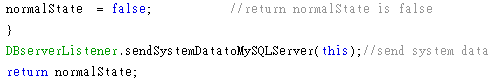 normalState = false; //return normalState is false
}
DBserverListener.sendSystemDatatoMySQLServer(this);//send system data
return normalState;